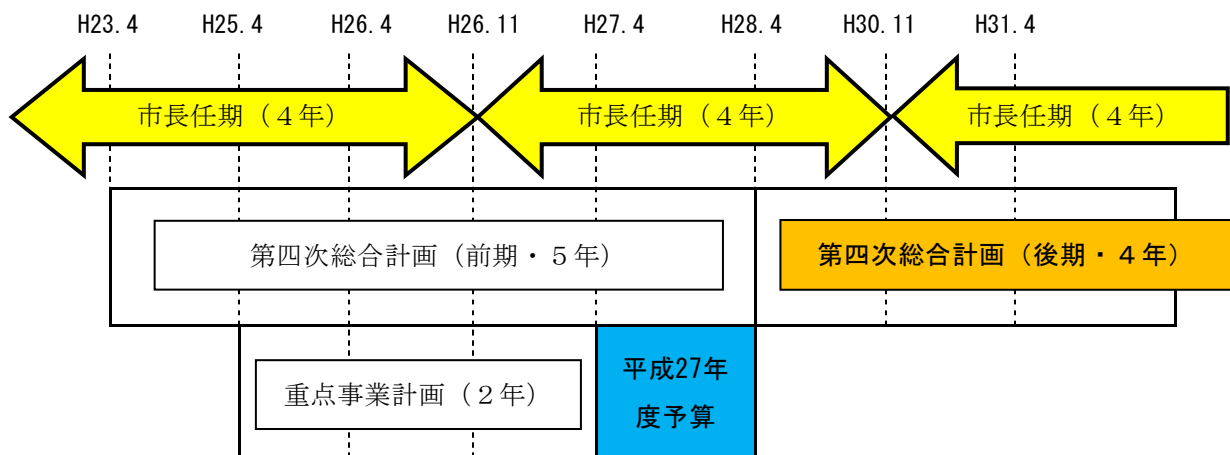 H23.4 H25.4 H26.4 H26.11 H27.4 H28.4 H30.11 H31.4
市長任期（４年） 市長任期（４年） 市長任期（４年）
第四次総合計画（前期・５年） 第四次総合計画（後期・４年）
重点事業計画（２年）
平成27年
度予算